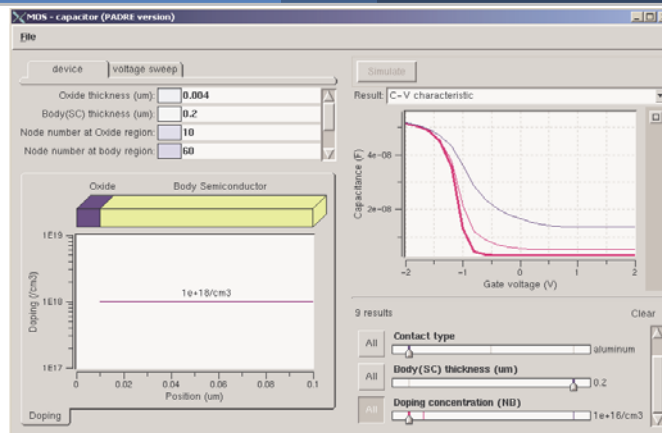 MOS - capacitor (PADRE version)
File
device
voltage sweep
Oxide thickness (um): 0.004
Body(SC) thickness (um): 0.2
Node number at Oxide region: 10
Node number at body region: 60
Oxide Body Semiconductor
1E19
1E18
1E17
Doping (/cm3)
1e+18/cm3
0 0.02 0.04 0.06 0.08 0.1
Position (um)
Doping
Simulate
Result: C-V characteristic
4e-08
2e-08
Capacitance (F)
-2 -1 0 1 2
Gate voltage (V)
9 results Clear
All Contact type
aluminum
All Body(SC) thickness (um)
0.2
All Doping concentration (NB)
1e+16/cm3